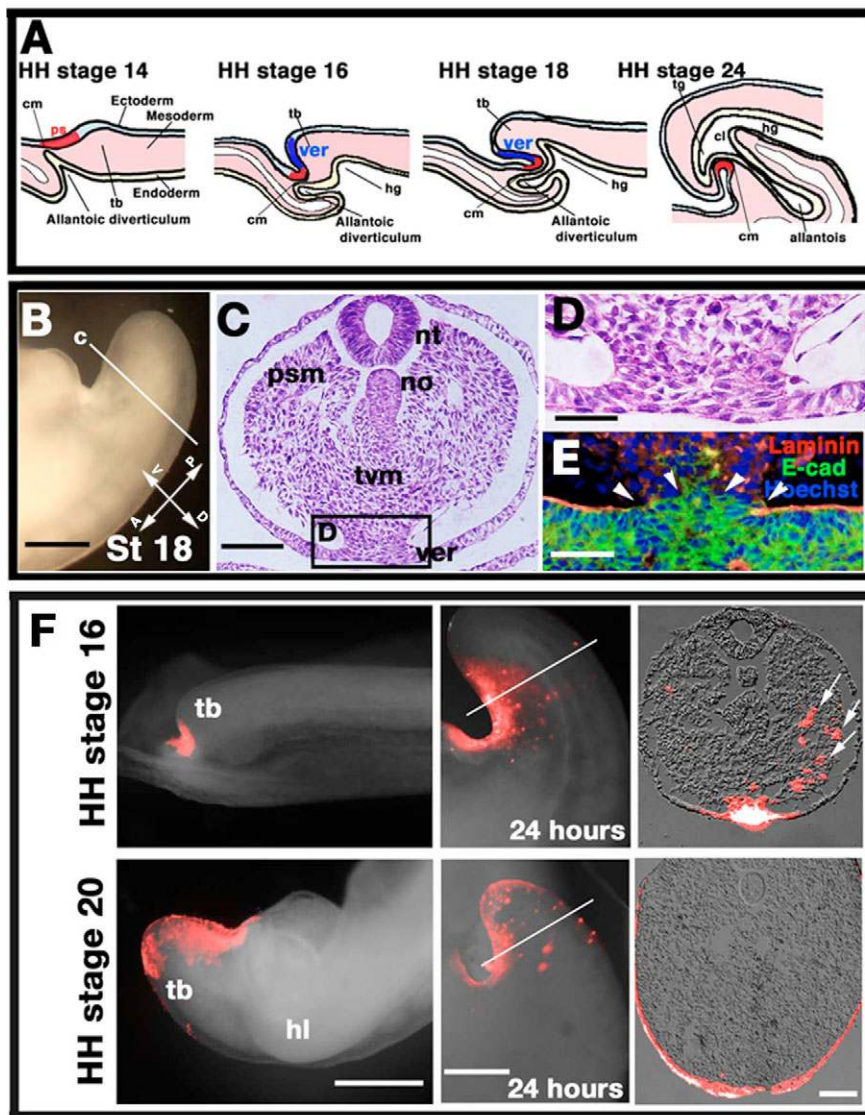 A
HH stage 14
HH stage 16
HH stage 18
HH stage 24
cm
ps
Ectoderm
Mesoderm
tb
Endoderm
Allantoic diverticulum
tb
ver
cm
hg
Allantoic
diverticulum
tb
ver
cm
hg
Allantoic
diverticulum
tg
cl
hg
cm
allantois
B
c
V
P
A
D
St 18
C
nt
psm
no
tvm
D
ver
D
E
Laminin
E-cad
Hoechst
F
HH stage 16
tb
24 hours
HH stage 20
tb
hl
24 hours